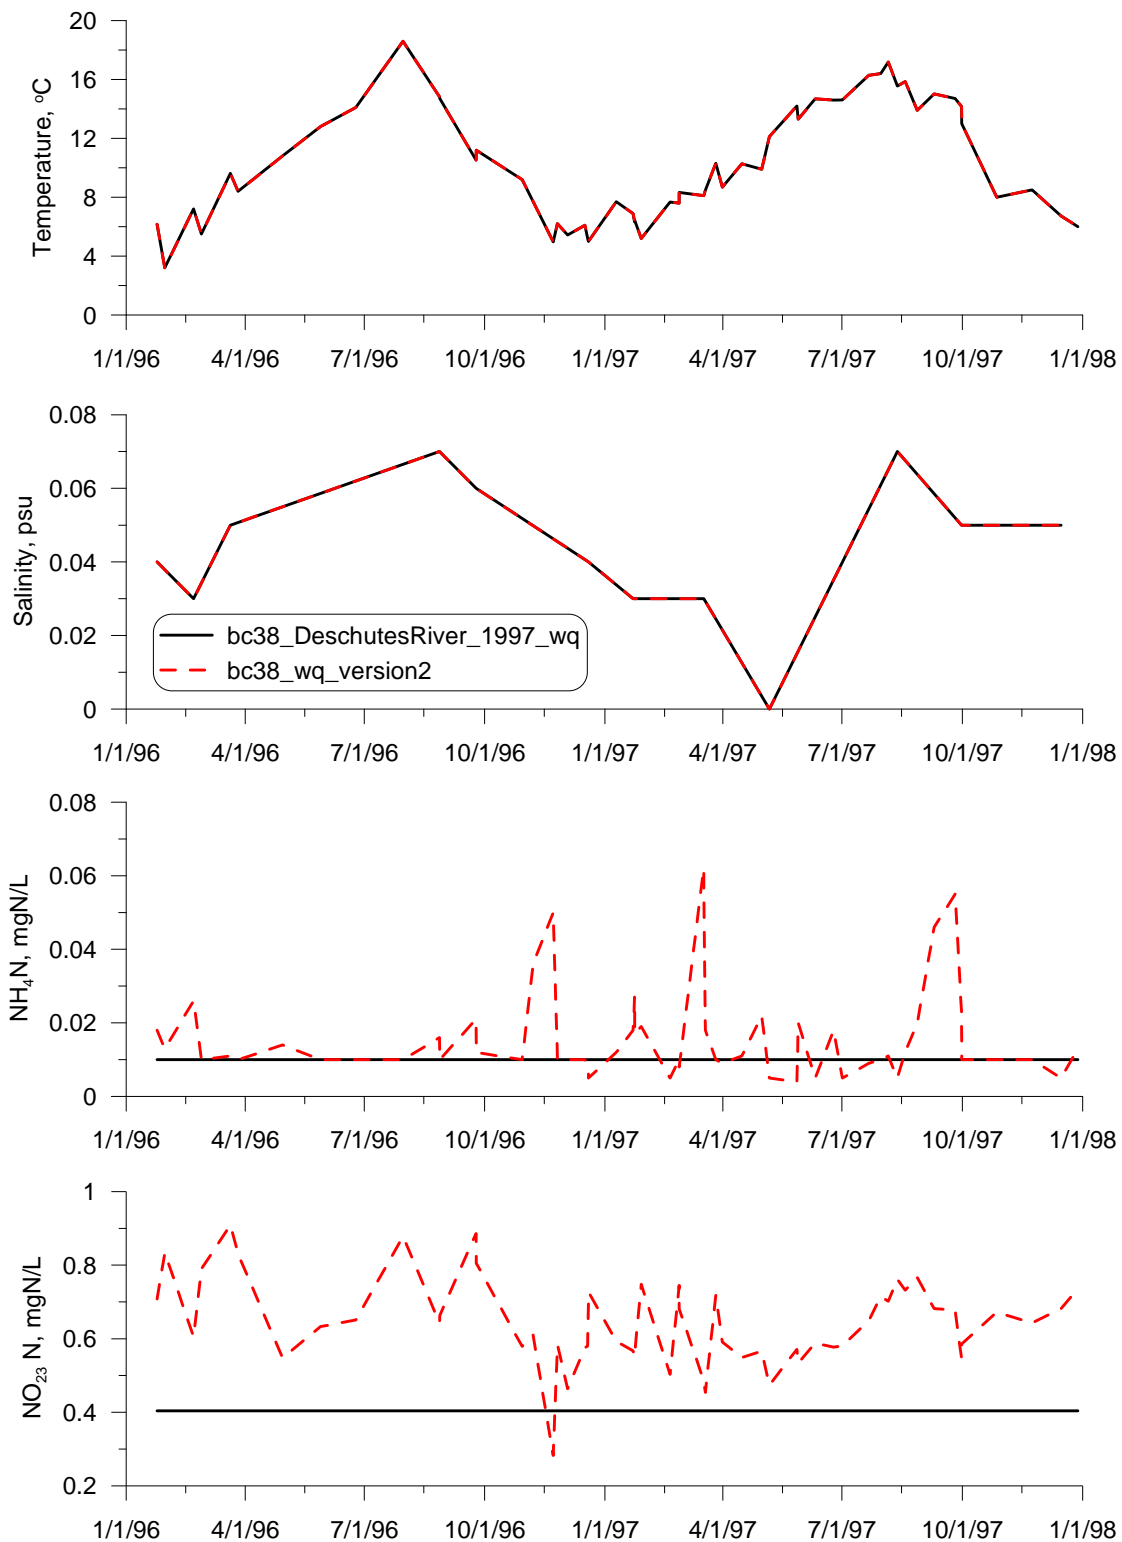 20
16
12
8
4
0
Temperature, °C
1/1/96 4/1/96 7/1/96 10/1/96 1/1/97 4/1/97 7/1/97 10/1/97 1/1/98
0.08
0.06
0.04
0.02
0
Salinity, psu
bc38_DeschutesRiver_1997_wq
bc38_wq_version2
1/1/96 4/1/96 7/1/96 10/1/96 1/1/97 4/1/97 7/1/97 10/1/97 1/1/98
0.08
0.06
0.04
0.02
0
NH₄N, mgN/L
1/1/96 4/1/96 7/1/96 10/1/96 1/1/97 4/1/97 7/1/97 10/1/97 1/1/98
1
0.8
0.6
0.4
0.2
NO₂₃ N, mgN/L
1/1/96 4/1/96 7/1/96 10/1/96 1/1/97 4/1/97 7/1/97 10/1/97 1/1/98